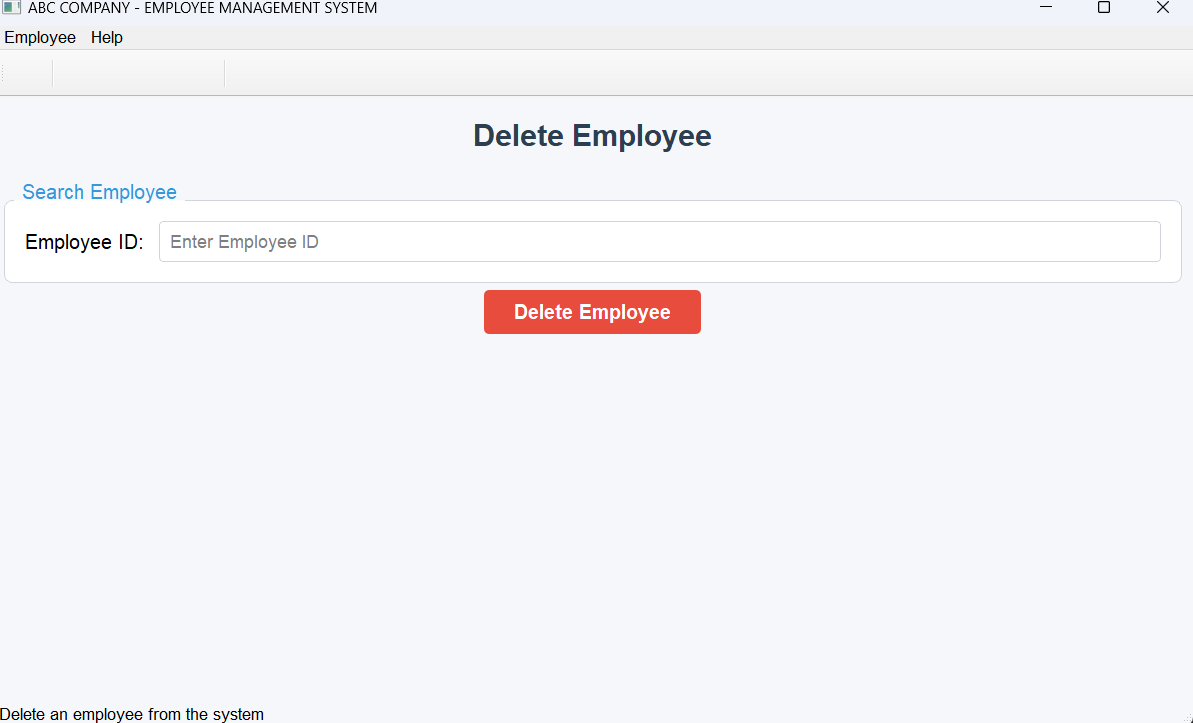 ABC COMPANY - EMPLOYEE MANAGEMENT SYSTEM
Employee Help
Delete Employee
Search Employee
Employee ID: Enter Employee ID
Delete Employee
Delete an employee from the system